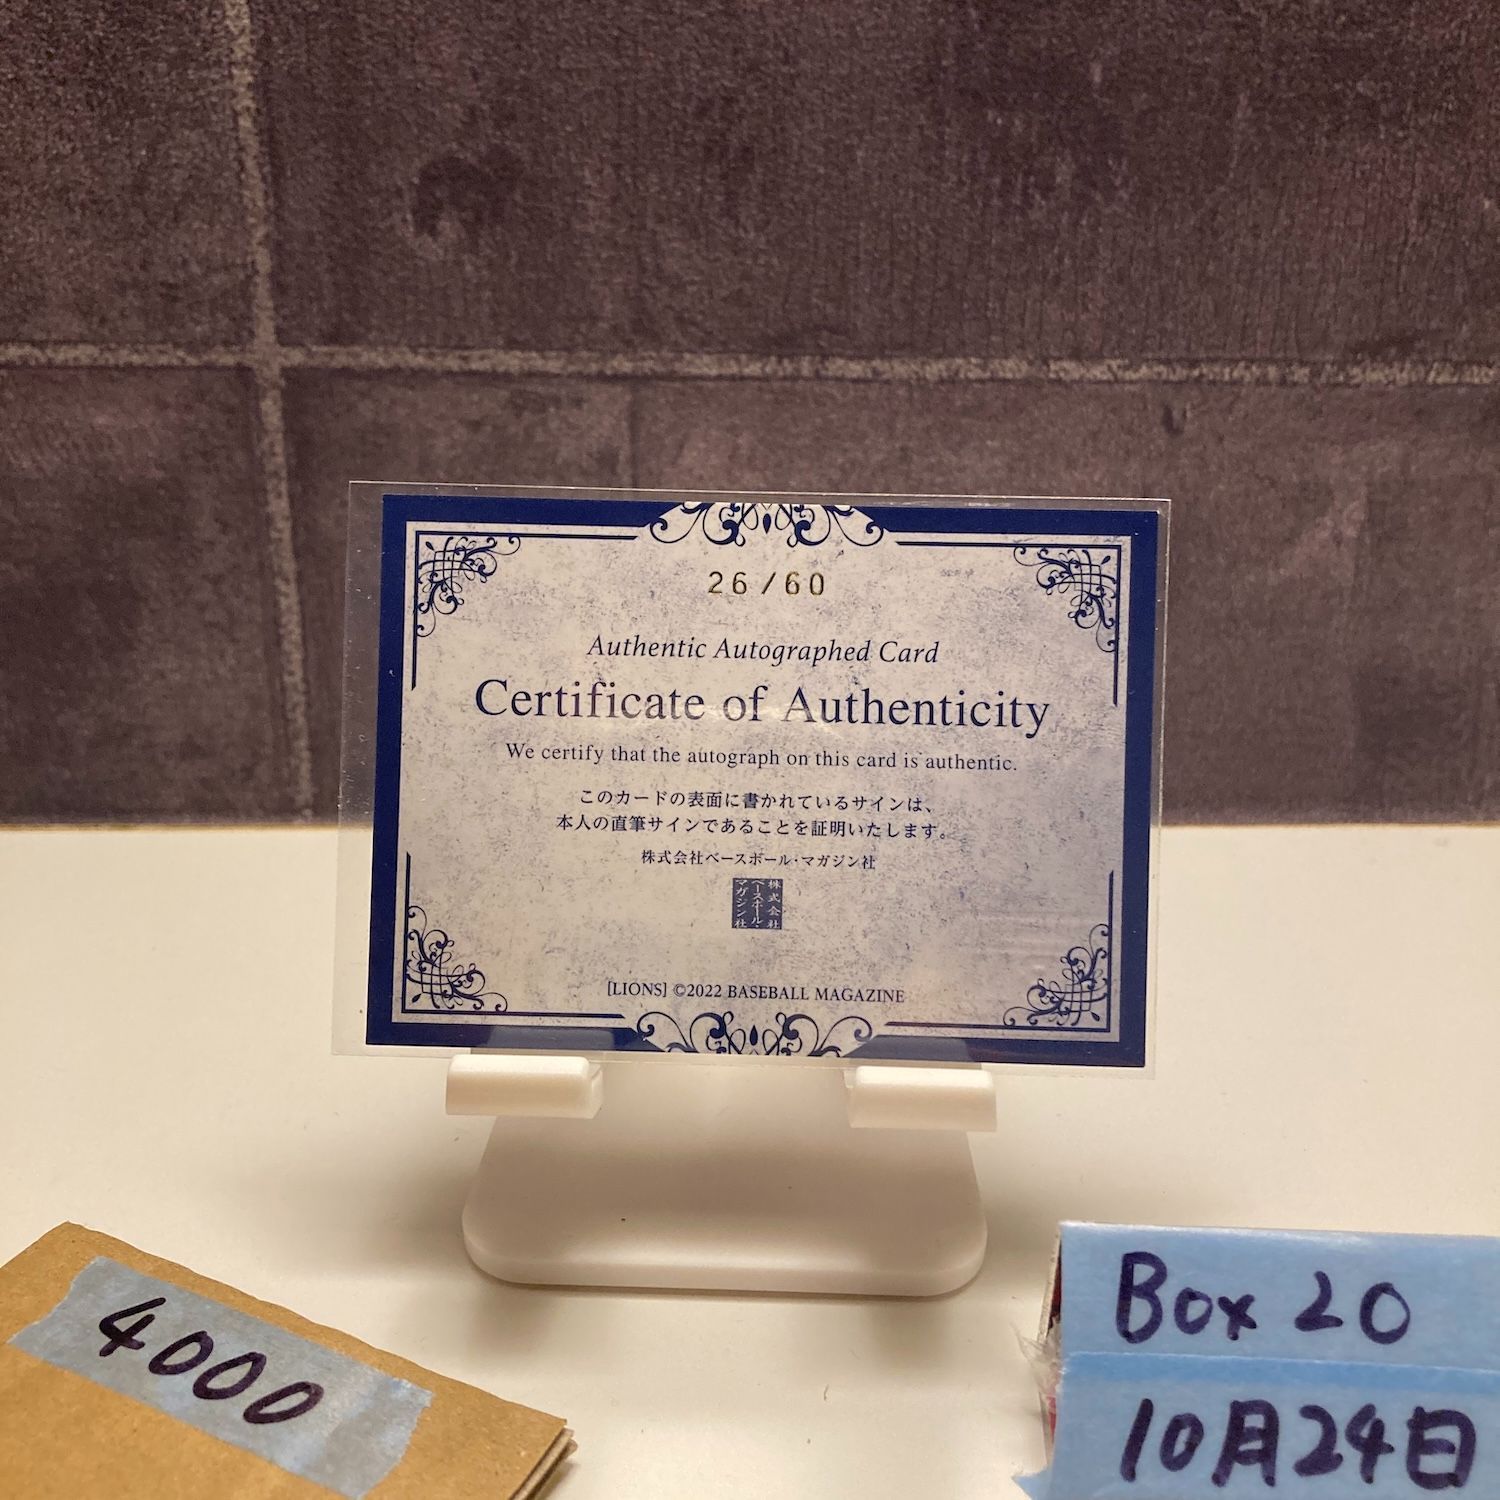 26/60
Authentic Autographed Card
Certificate of Authenticity
We certify that the autograph on this card is authentic.
このカードの表面に書かれているサインは、
本人の直筆サインであることを証明いたします。
株式会社ベースボール・マガジン社
株式会社
ベースボール・
マガジン社
[LIONS] ©2022 BASEBALL MAGAZINE
4000
Box 20
10月24日